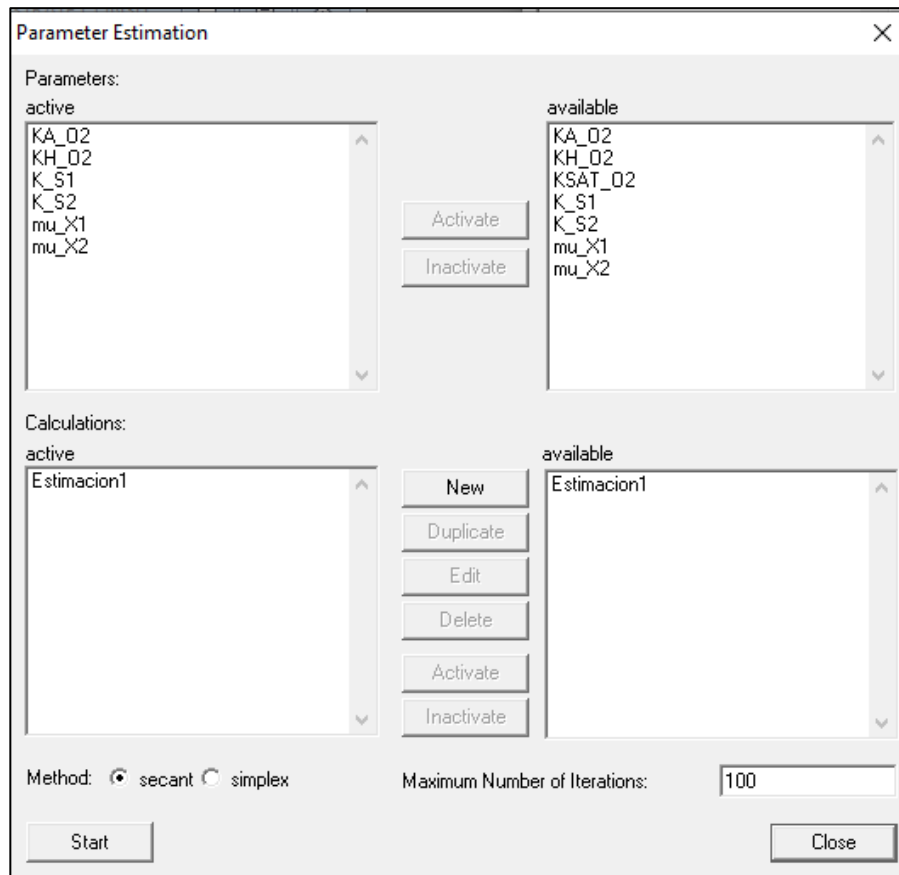 Parameter Estimation
Parameters:
active
KA_O2
KH_O2
K_S1
K_S2
mu_X1
mu_X2
Activate
Inactivate
available
KA_O2
KH_O2
KSAT_O2
K_S1
K_S2
mu_X1
mu_X2
Calculations:
active
Estimacion1
New
Duplicate
Edit
Delete
Activate
Inactivate
available
Estimacion1
Method: secant simplex
Maximum Number of Iterations: 100
Start
Close